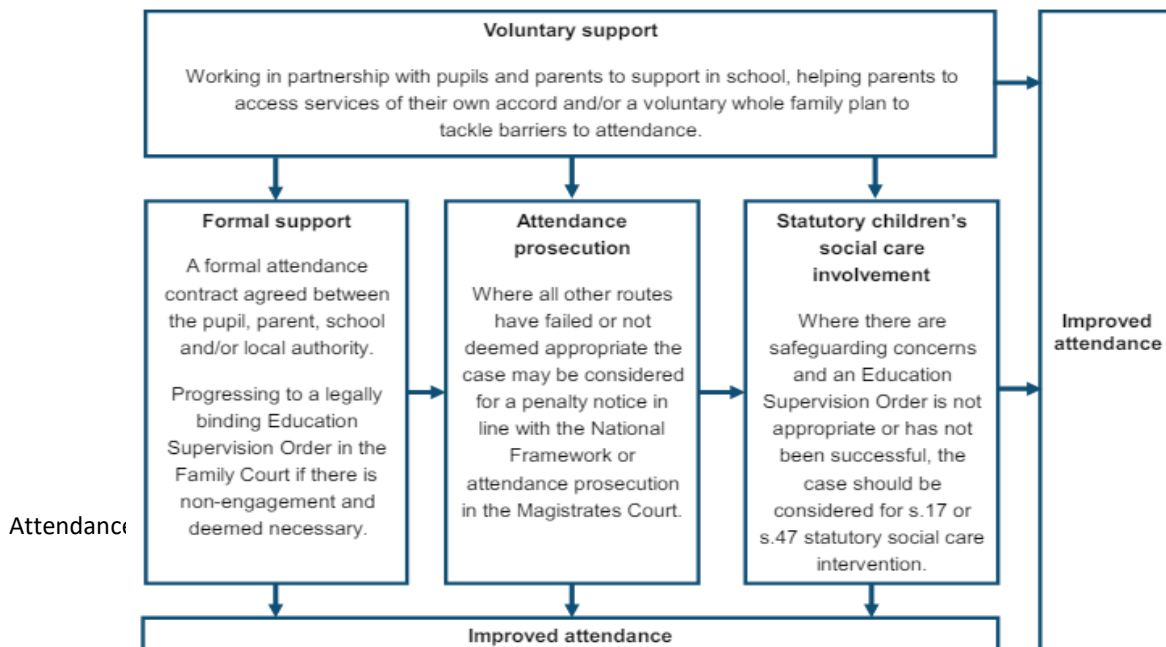 Voluntary support
Working in partnership with pupils and parents to support in school, helping parents to
access services of their own accord and/or a voluntary whole family plan to
tackle barriers to attendance.
Formal support
A formal attendance
contract agreed between
the pupil, parent, school
and/or local authority.
Progressing to a legally
binding Education
Supervision Order in the
Family Court if there is
non-engagement and
deemed necessary.
Attendance
prosecution
Where all other routes
have failed or not
deemed appropriate the
case may be considered
for a penalty notice in
line with the National
Framework or
attendance prosecution
in the Magistrates Court.
Statutory children's
social care
involvement
Where there are
safeguarding concerns
and an Education
Supervision Order is not
appropriate or has not
been successful, the
case should be
considered for s.17 or
s.47 statutory social care
intervention.
Improved
attendance
Attendance
Improved attendance